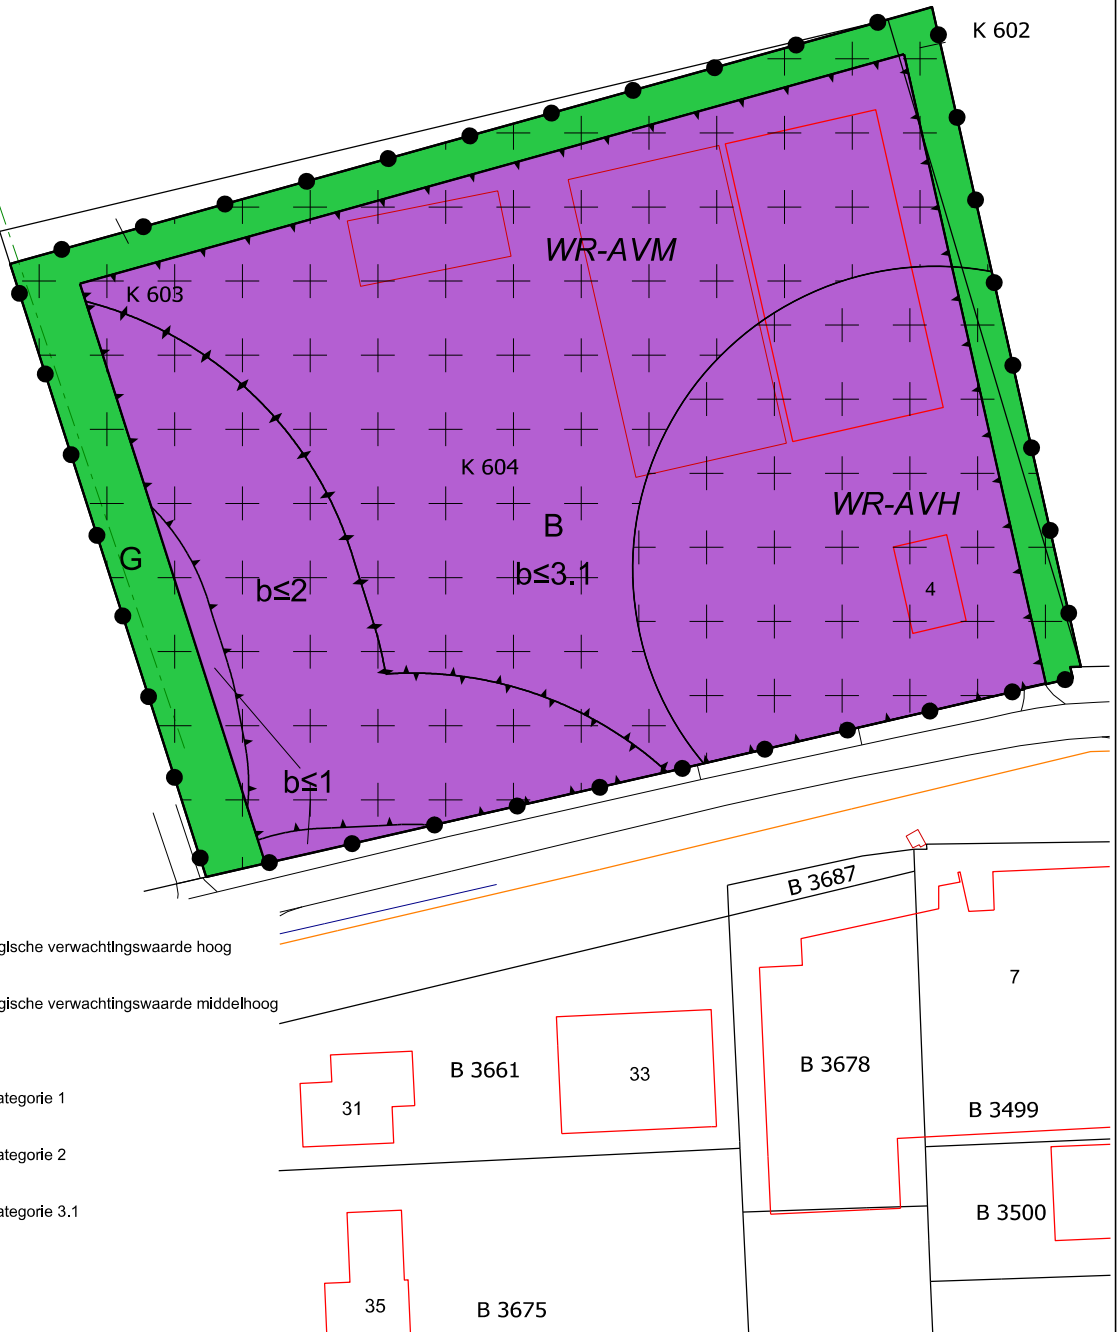 K 602
WR-AVM
K 603
K 604
WR-AVH
B
G
b≤3.1
b≤2
4
b≤1
B 3687
gische verwachtingswaarde hoog
7
gische verwachtingswaarde middelhoog
B 3661
33
B 3678
ategorie 1
31
B 3499
ategorie 2
ategorie 3.1
B 3500
35
B 3675